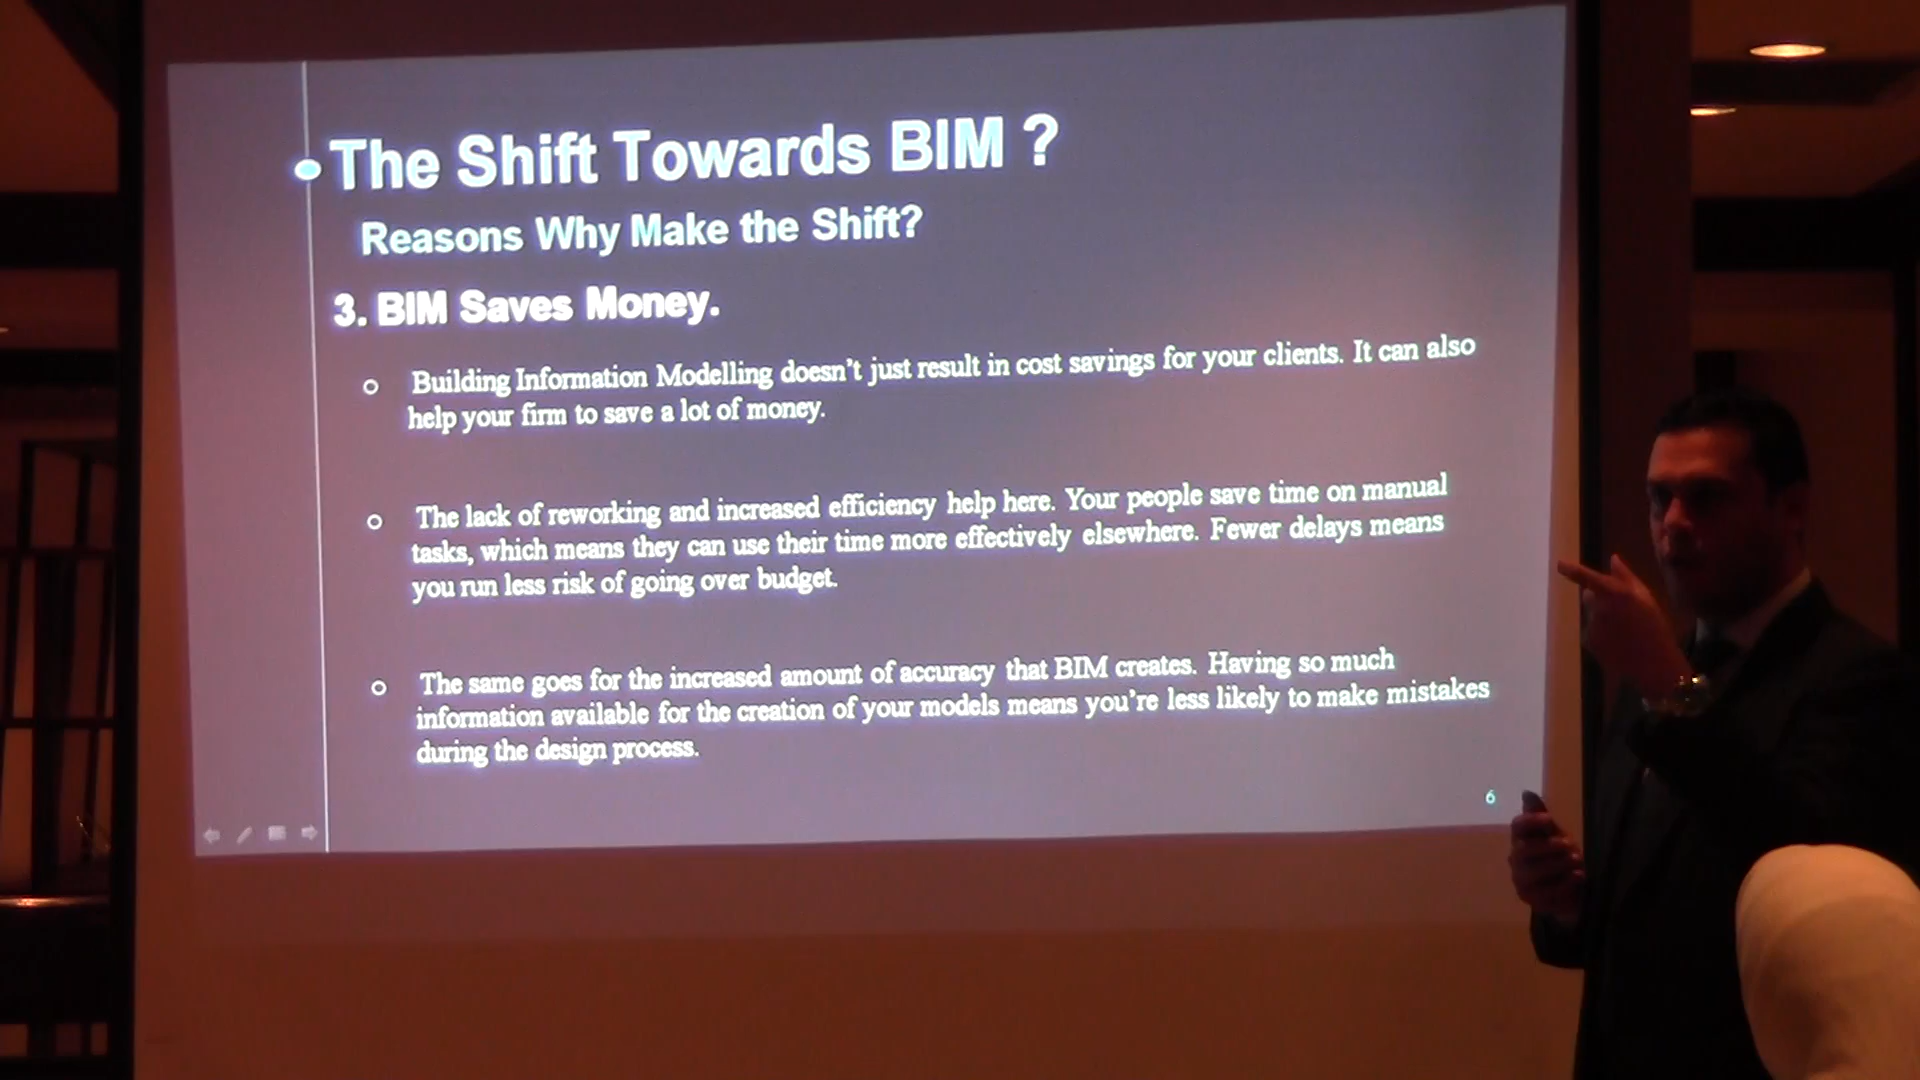 The Shift Towards BIM ?
Reasons Why Make the Shift?
3. BIM Saves Money.
Building Information Modelling doesn't just result in cost savings for your clients. It can also
help your firm to save a lot of money.
The lack of reworking and increased efficiency help here. Your people save time on manual
tasks, which means they can use their time more effectively elsewhere. Fewer delays means
you run less risk of going over budget.
The same goes for the increased amount of accuracy that BIM creates. Having so much
information available for the creation of your models means you're less likely to make mistakes
during the design process.
6